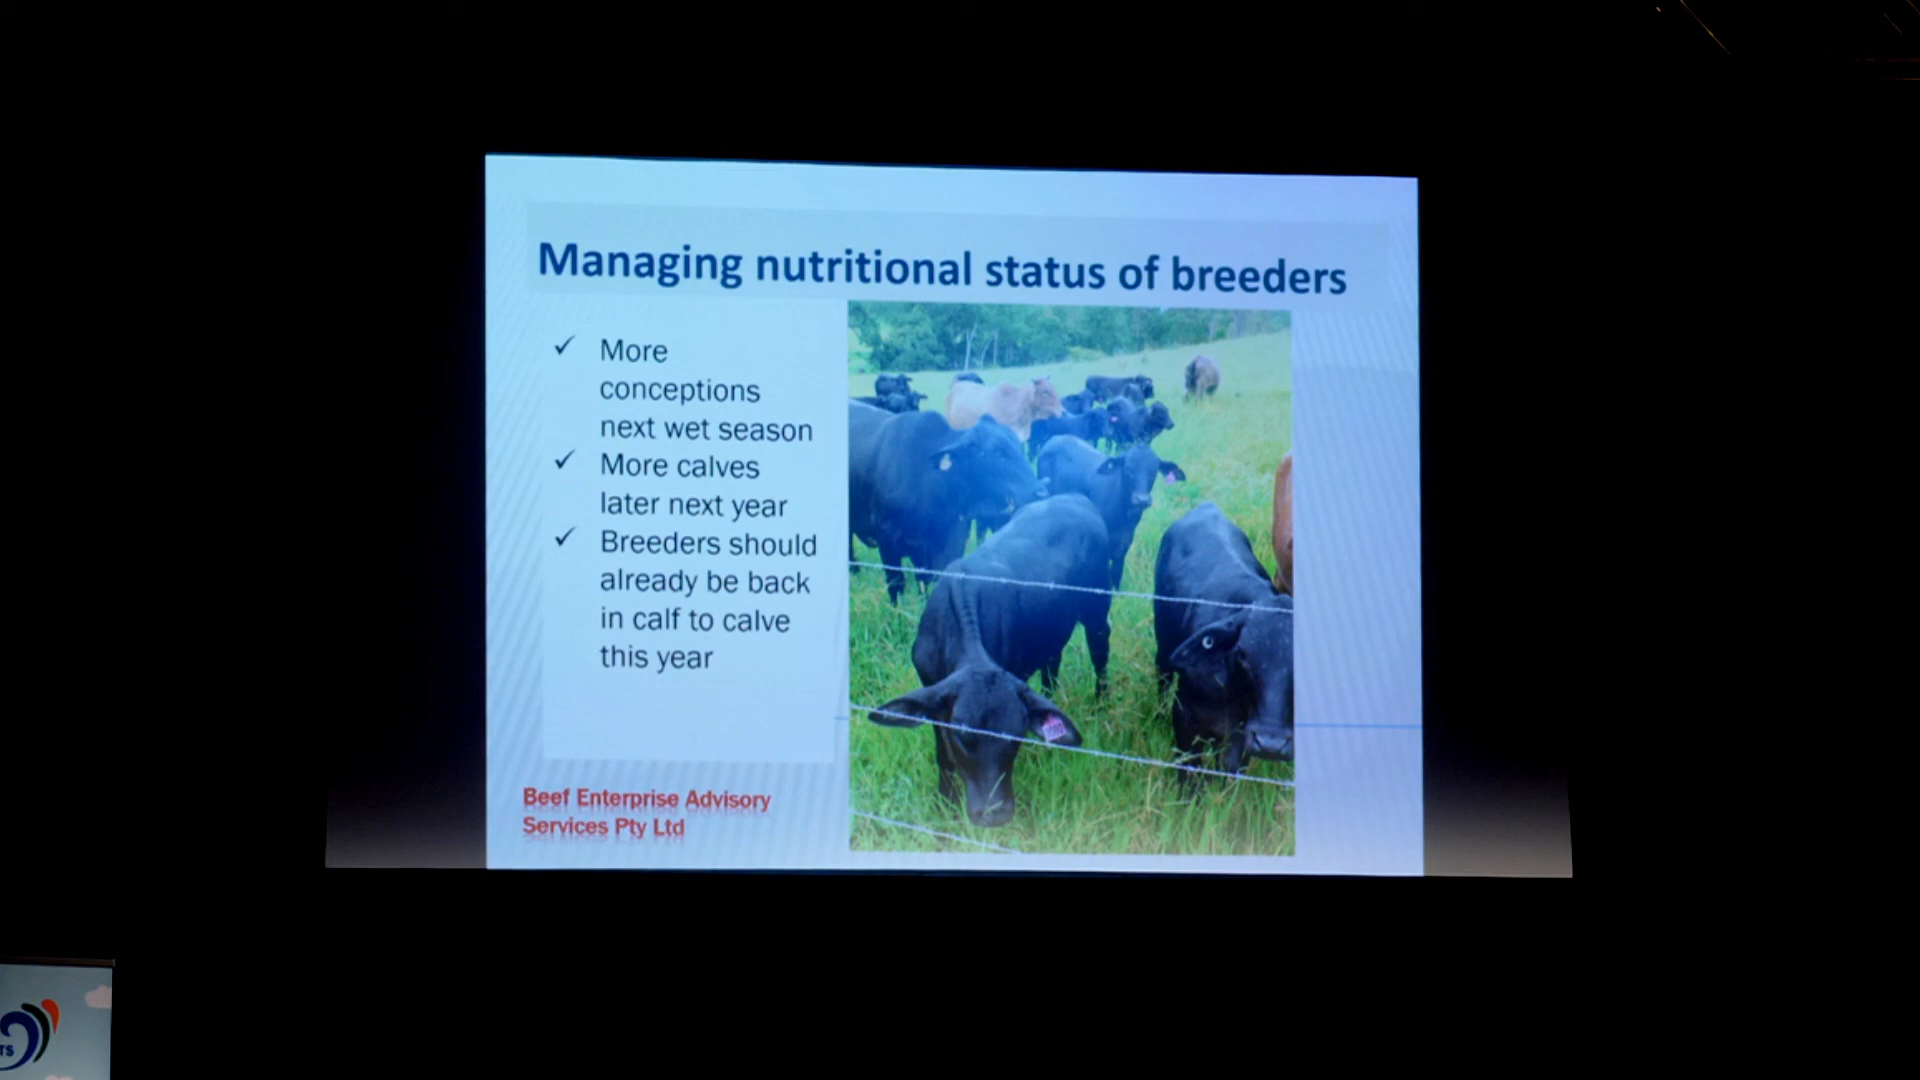 Managing nutritional status of breeders
✓ More
conceptions
next wet season
✓ More calves
later next year
✓ Breeders should
already be back
in calf to calve
this year
Beef Enterprise Advisory
Services Pty Ltd
TS